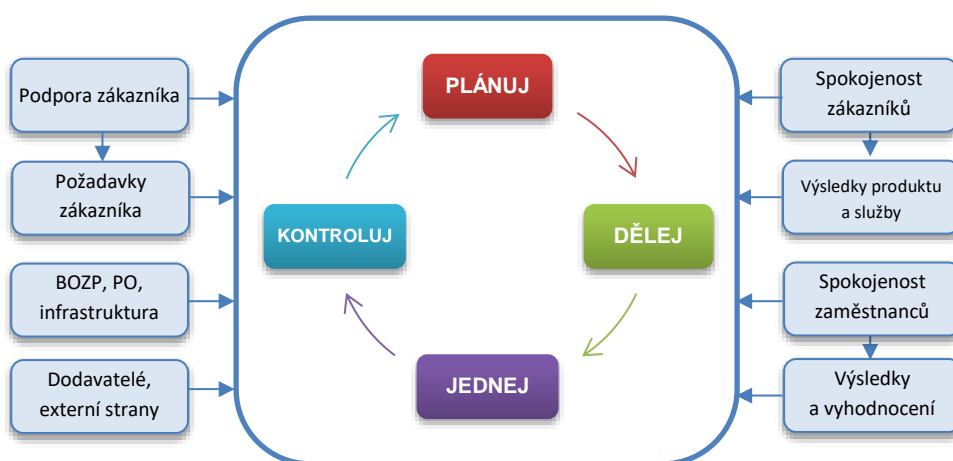 Podpora zákazníka
Požadavky
zákazníka
BOZP, PO,
infrastruktura
Dodavatelé,
externí strany
PLÁNUJ
KONTROLUJ
DĚLEJ
JEDNEJ
Spokojenost
zákazníků
Výsledky produktu
a služby
Spokojenost
zaměstnanců
Výsledky
a vyhodnocení